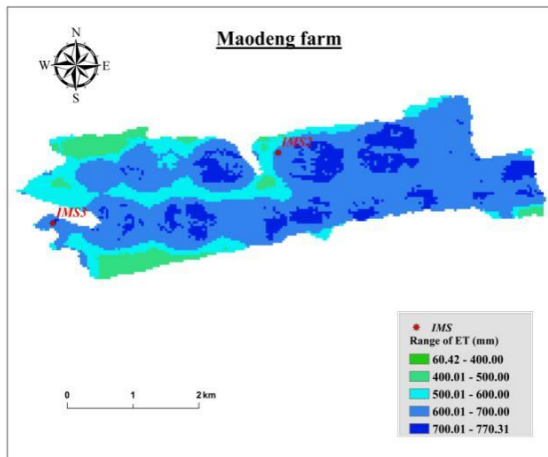 Maodeng farm
N
W E
S
IMS2
IMS3
IMS
Range of ET (mm)
60.42 - 400.00
400.01 - 500.00
500.01 - 600.00
600.01 - 700.00
700.01 - 770.31
0 1 2 km